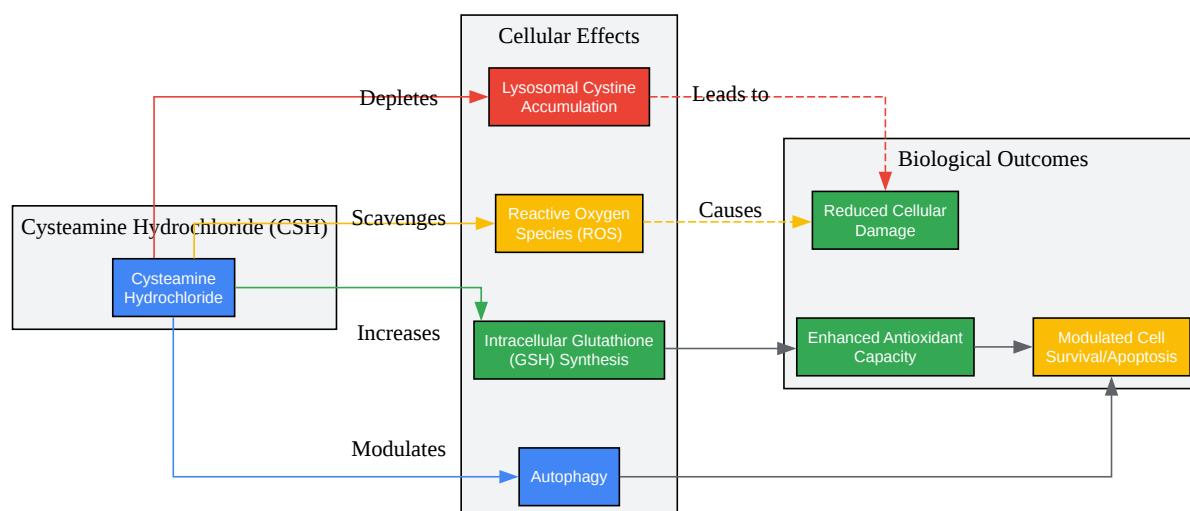 Cellular Effects
Depletes
Lysosomal Cystine
Accumulation
Leads to
Biological Outcomes
Cysteamine Hydrochloride (CSH)
Scavenges
Reactive Oxygen
Species (ROS)
Causes
Reduced Cellular
Damage
Cysteamine
Hydrochloride
Increases
Intracellular Glutathione
(GSH) Synthesis
Enhanced Antioxidant
Capacity
Modulated Cell
Survival/Apoptosis
Modulates
Autophagy